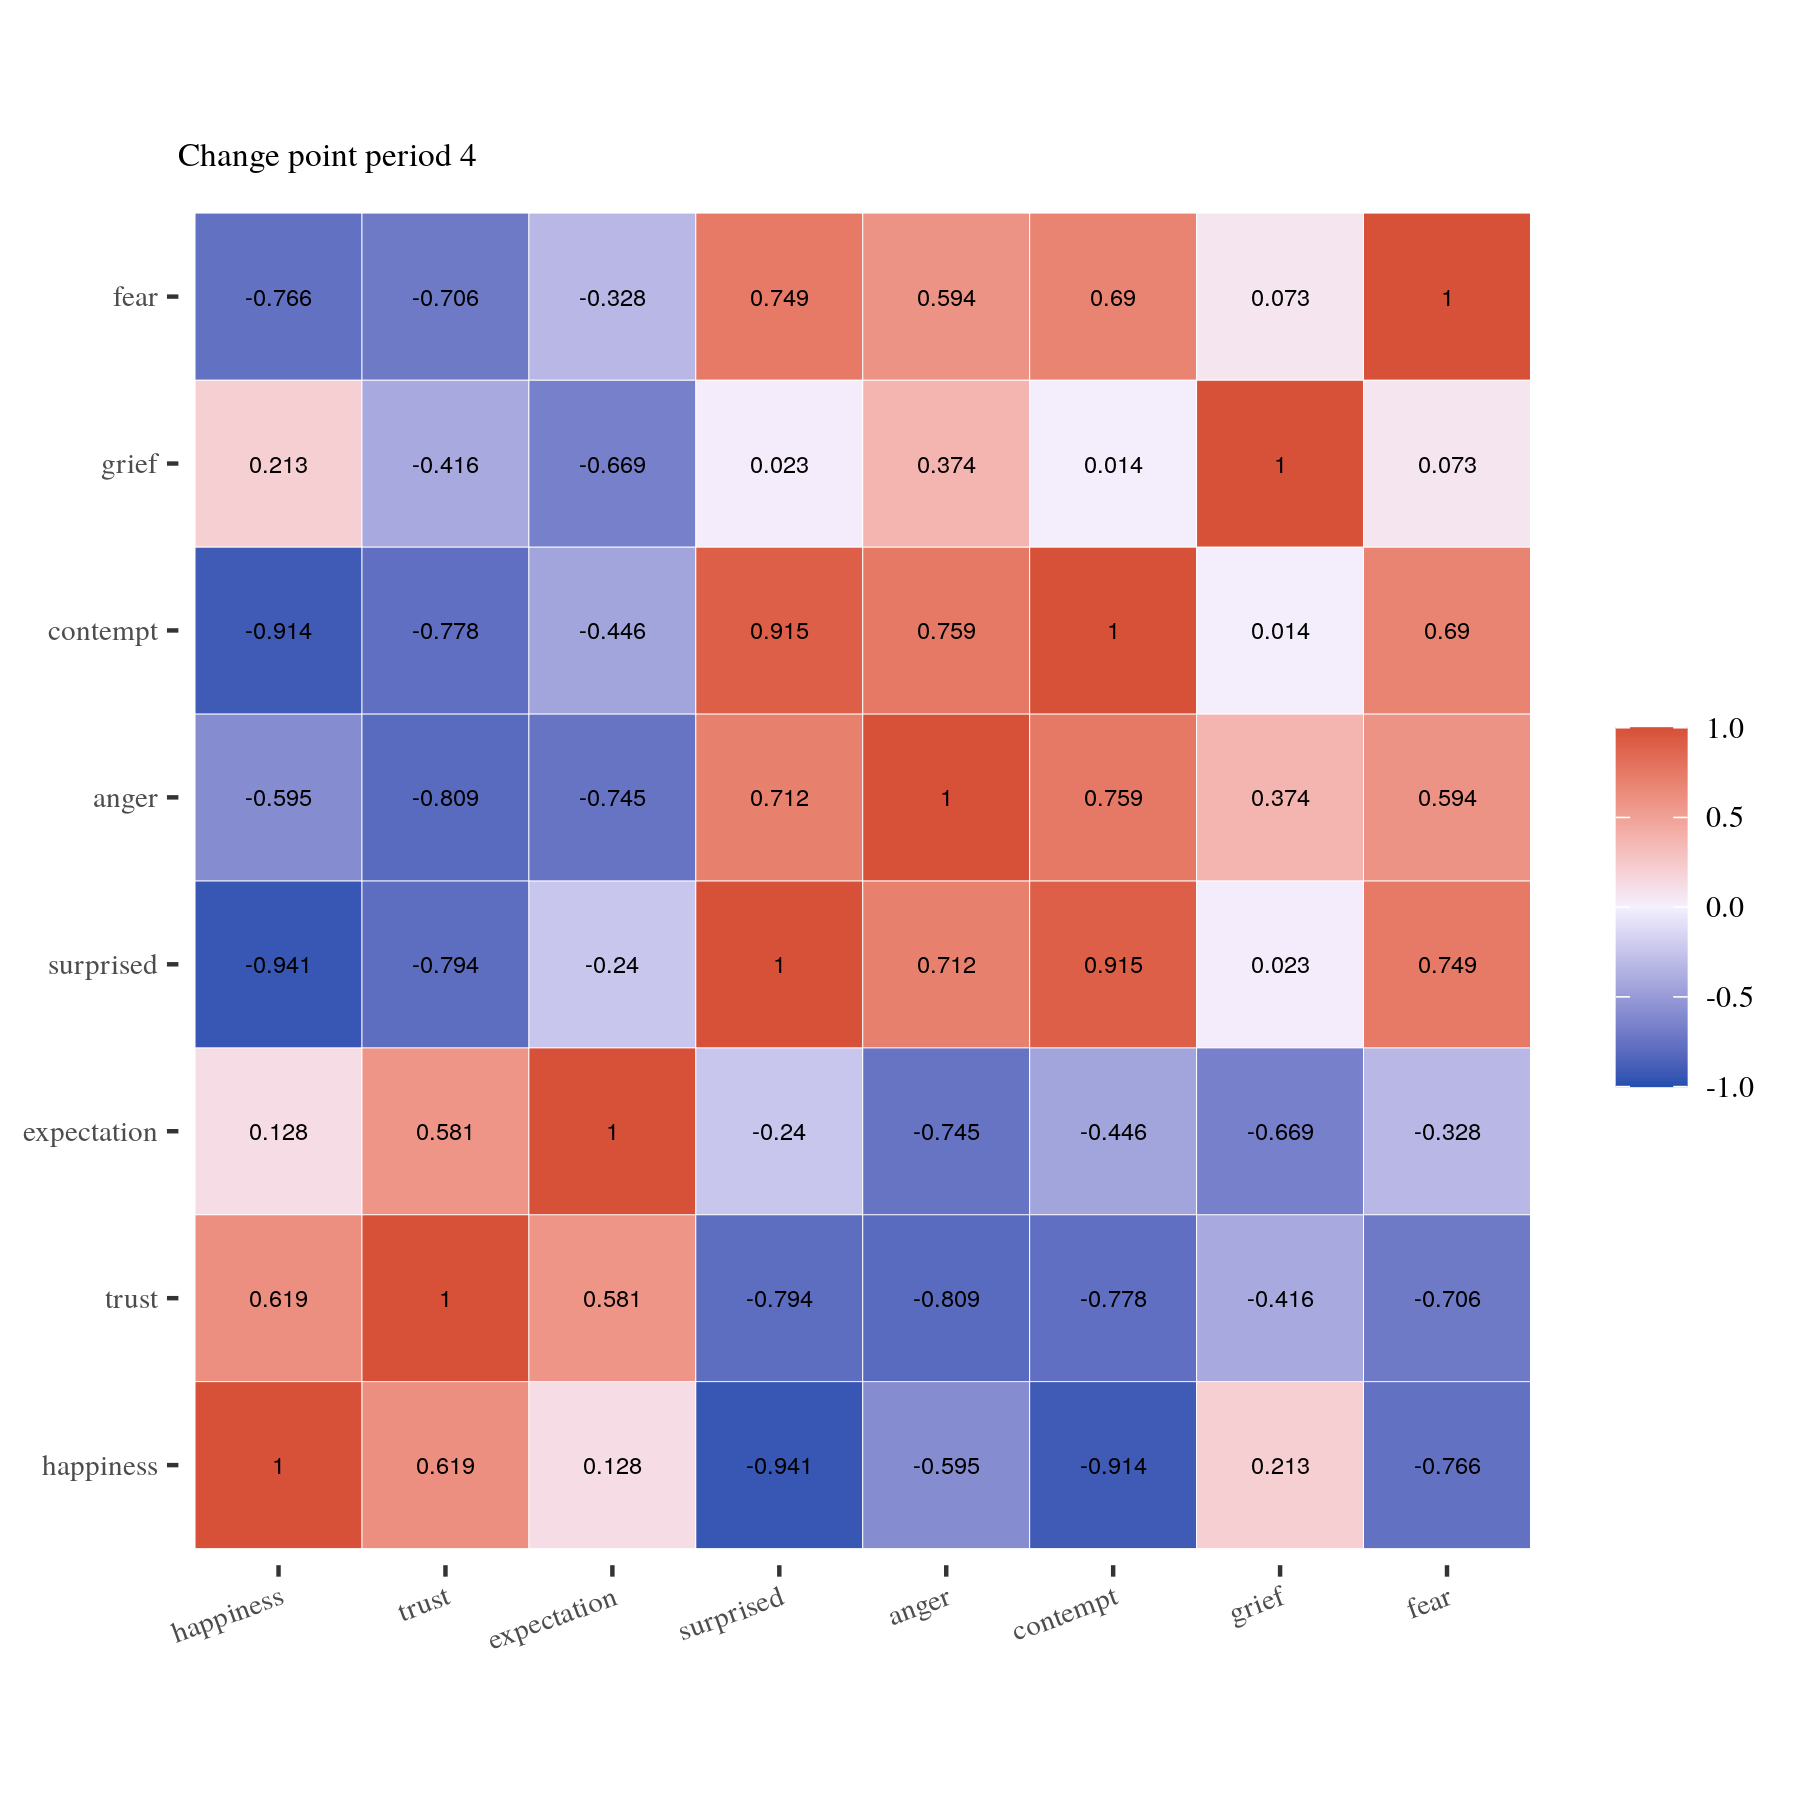 Change point period 4
fear -0.766 -0.706 -0.328 0.749 0.594 0.69 0.073 1
grief 0.213 -0.416 -0.669 0.023 0.374 0.014 1 0.073
contempt -0.914 -0.778 -0.446 0.915 0.759 1 0.014 0.69
anger -0.595 -0.809 -0.745 0.712 1 0.759 0.374 0.594
surprised -0.941 -0.794 -0.24 1 0.712 0.915 0.023 0.749
expectation 0.128 0.581 1 -0.24 -0.745 -0.446 -0.669 -0.328
trust 0.619 1 0.581 -0.794 -0.809 -0.778 -0.416 -0.706
happiness 1 0.619 0.128 -0.941 -0.595 -0.914 0.213 -0.766
happiness trust expectation surprised anger contempt grief fear
1.0
0.5
0.0
-0.5
-1.0